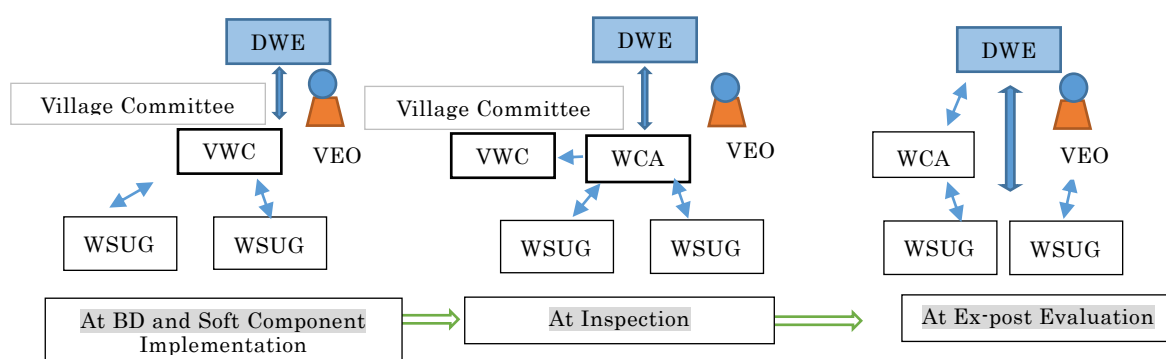 DWE
Village Committee
VWC
VEO
WSUG
WSUG
At BD and Soft Component
Implementation
DWE
Village Committee
VWC
WCA
VEO
WSUG
WSUG
At Inspection
DWE
WCA
VEO
WSUG
WSUG
At Ex-post Evaluation